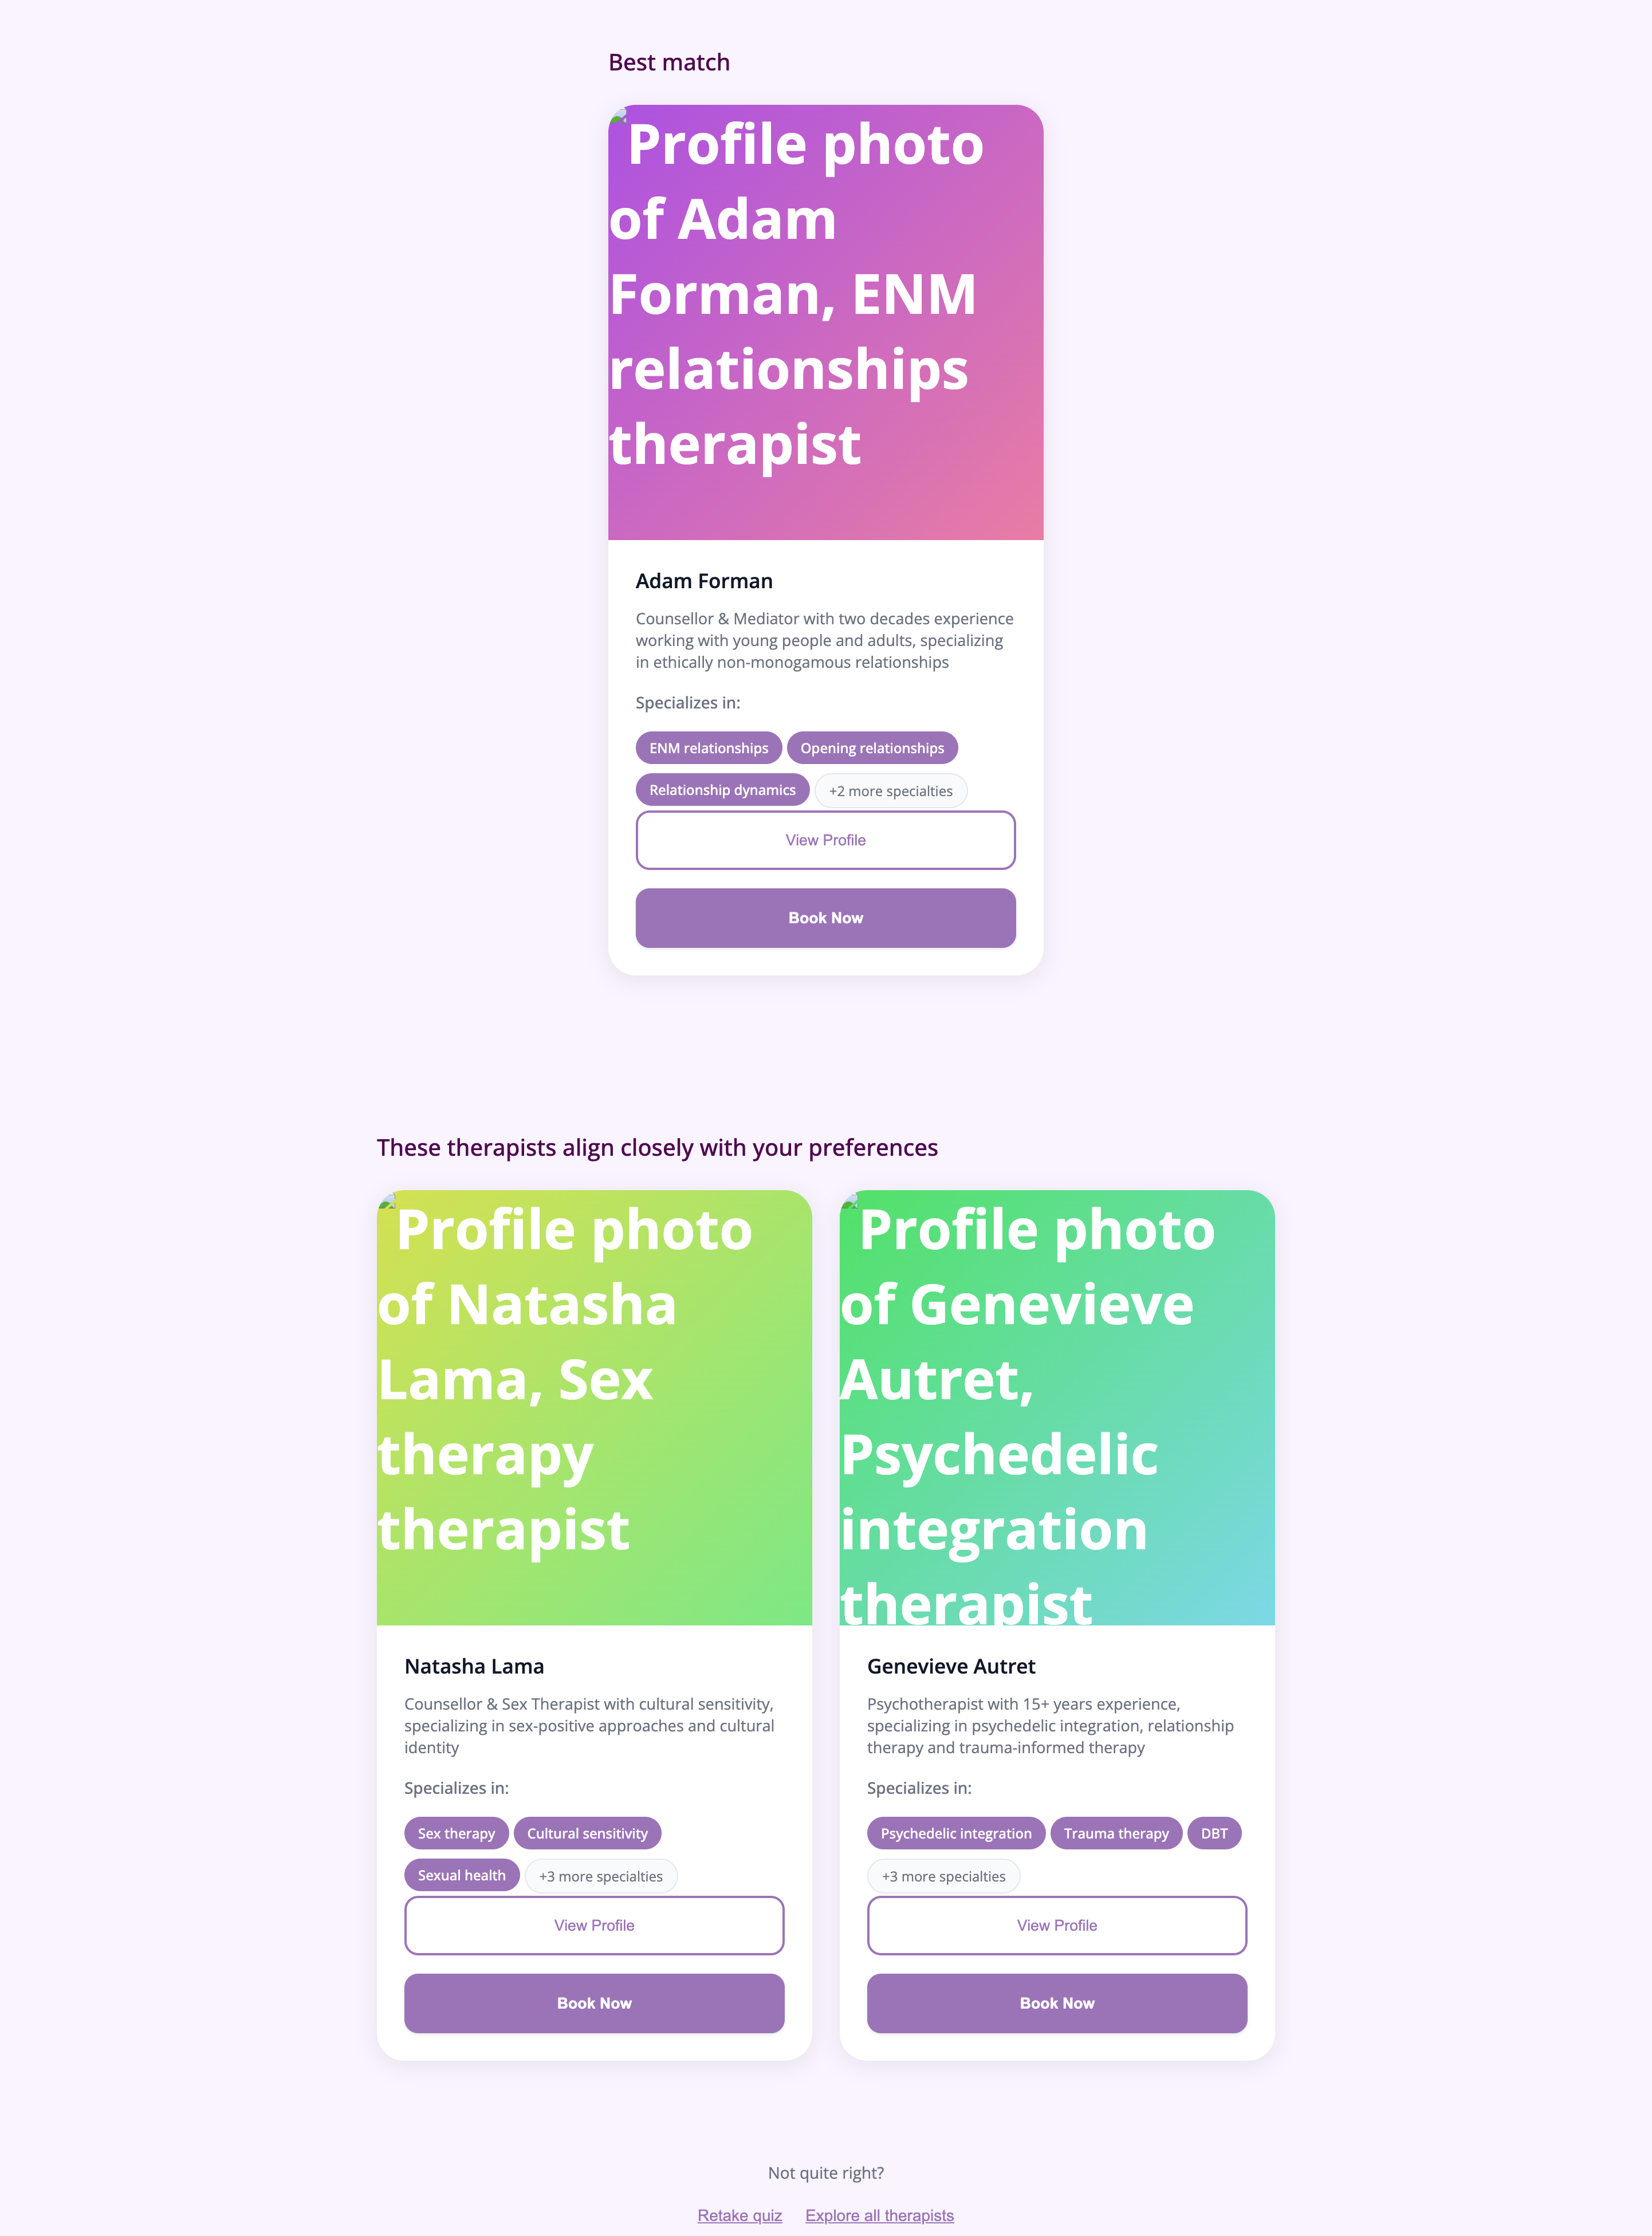 Best match
Profile photo
of Adam
Forman, ENM
relationships
therapist
Adam Forman
Counsellor & Mediator with two decades experience
working with young people and adults, specializing
in ethically non-monogamous relationships
Specializes in:
ENM relationships Opening relationships
Relationship dynamics +2 more specialties
View Profile
Book Now
These therapists align closely with your preferences
Profile photo
of Natasha
Lama, Sex
therapy
therapist
Natasha Lama
Counsellor & Sex Therapist with cultural sensitivity,
specializing in sex-positive approaches and cultural
identity
Specializes in:
Sex therapy Cultural sensitivity
Sexual health +3 more specialties
View Profile
Book Now
Profile photo
of Genevieve
Autret,
Psychedelic
integration
therapist
Genevieve Autret
Psychotherapist with 15+ years experience,
specializing in psychedelic integration, relationship
therapy and trauma-informed therapy
Specializes in:
Psychedelic integration Trauma therapy DBT
+3 more specialties
View Profile
Book Now
Not quite right?
Retake quiz Explore all therapists